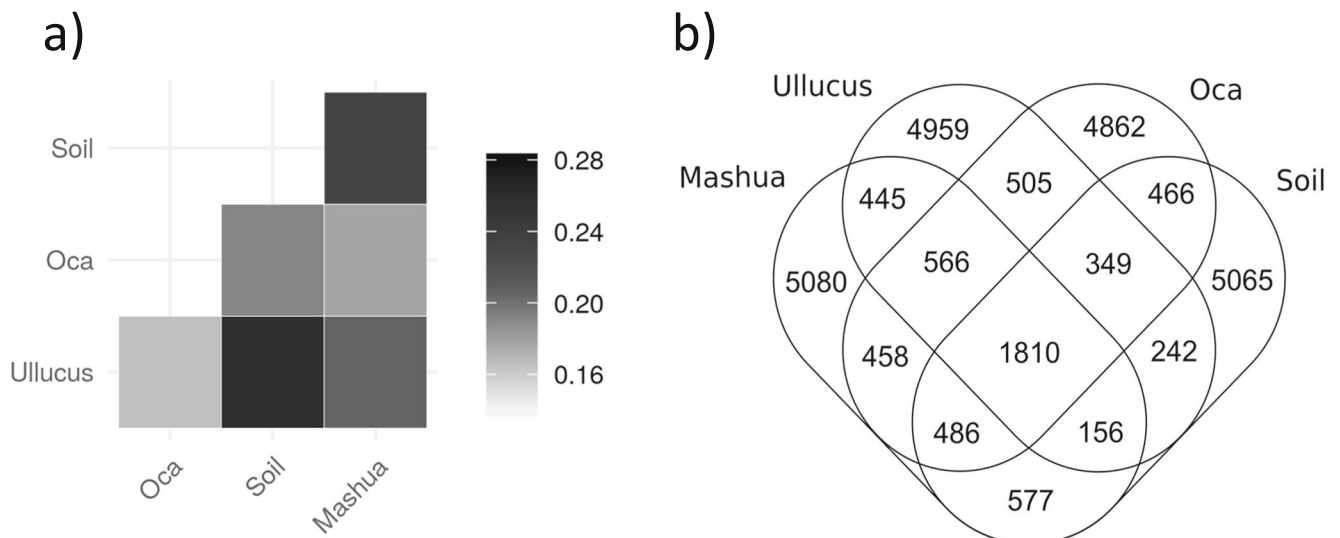 a)
Soil
Oca
Ullucus
Oca
Soil
Mashua
0.28
0.24
0.20
0.16
b)
Ullucus
Oca
Mashua
Soil
4959
4862
445
505
466
5080
566
349
5065
458
1810
242
486
156
577